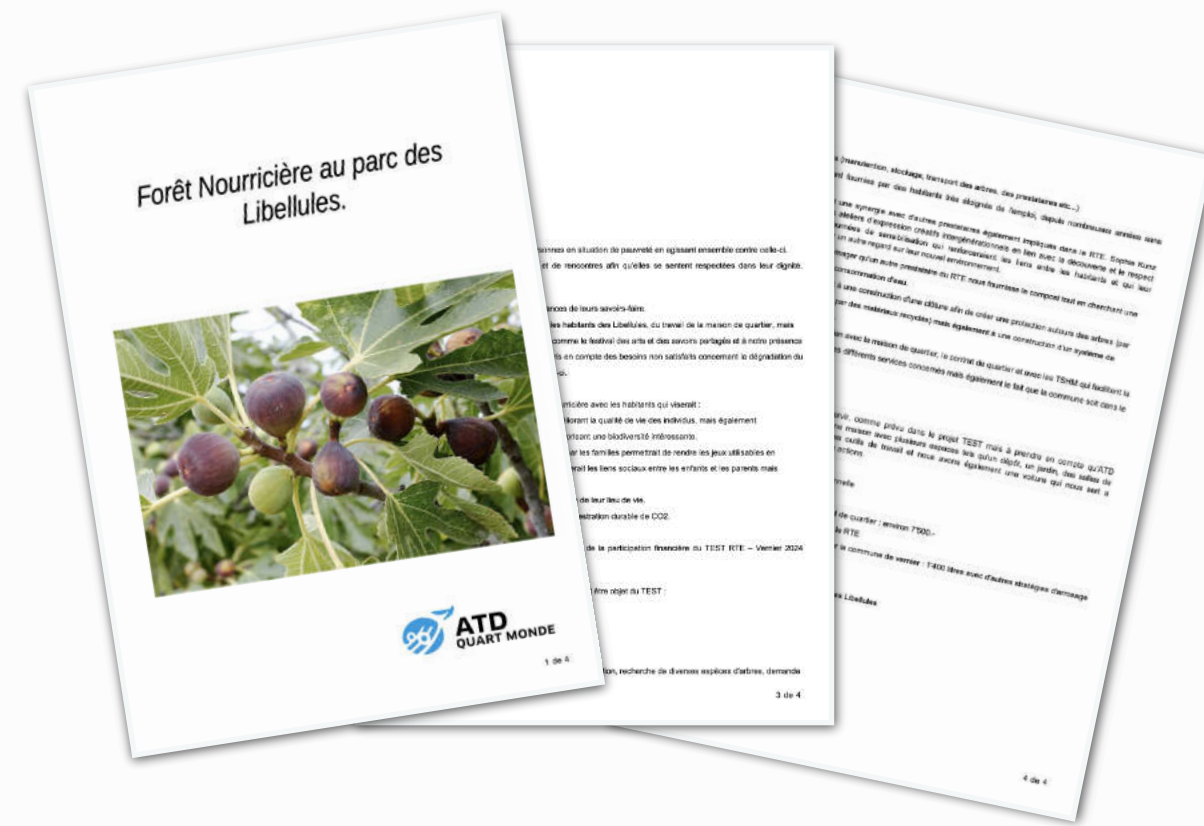 Forêt Nourricière au parc des
Libellules.
ATD
QUART MONDE
1 de 4
en situation de pauvreté en agissant ensemble contre celle-ci.
et de rencontres afin qu'elles se sentent respectées dans leur dignité.
de leurs savoirs-faire.
les habitants des Libellules, du travail de la maison de quartier, mais
comme le festival des arts et des savoirs partagés et à notre présence
en compte des besoins non satisfaits concernant la dégradation du
avec les habitants qui viserait :
la qualité de vie des individus, mais également
une biodiversité intéressante.
les familles permettrait de rendre les jeux utilisables en
les liens sociaux entre les enfants et les parents mais
de leur lieu de vie.
durable de CO2.
de la participation financière du TEST RTE – Vernier 2024
être objet du TEST :
recherche de diverses espèces d'arbres, demande
3 de 4
(manutention, stockage, transport des arbres, des prestataires etc...)
fournies par des habitants très éloignés de l'emploi, depuis nombreuses années sans
une synergie avec d'autres prestataires également impliqués dans le RTE. Sophie Kunz
ateliers d'expression créatifs intergénérationnels en lien avec la découverte et le respect
de sensibilisation qui renforceraient les liens entre les habitants et qui leur
un autre regard sur leur nouvel environnement.
qu'un autre prestataire du RTE nous fournisse le compost tout en cherchant une
consommation d'eau.
à une construction d'une clôture afin de créer une protection autours des arbres (par
des matériaux recyclés) mais également à une construction d'un système de
avec la maison de quartier, le contrat de quartier et avec les TSHM qui facilitent la
différents services concernés mais également le fait que la commune soit dans le
comme prévu dans le projet TEST mais à prendre en compte qu'ATD
maison avec plusieurs espaces tels qu'un dépôt, un jardin, des salles de
outils de travail et nous avons également une voiture qui nous sert à
actions.
de quartier : environ 7'500.-
RTE
la commune de vernier : 1'400 litres avec d'autres stratégies d'arrosage
Libellules
4 de 4